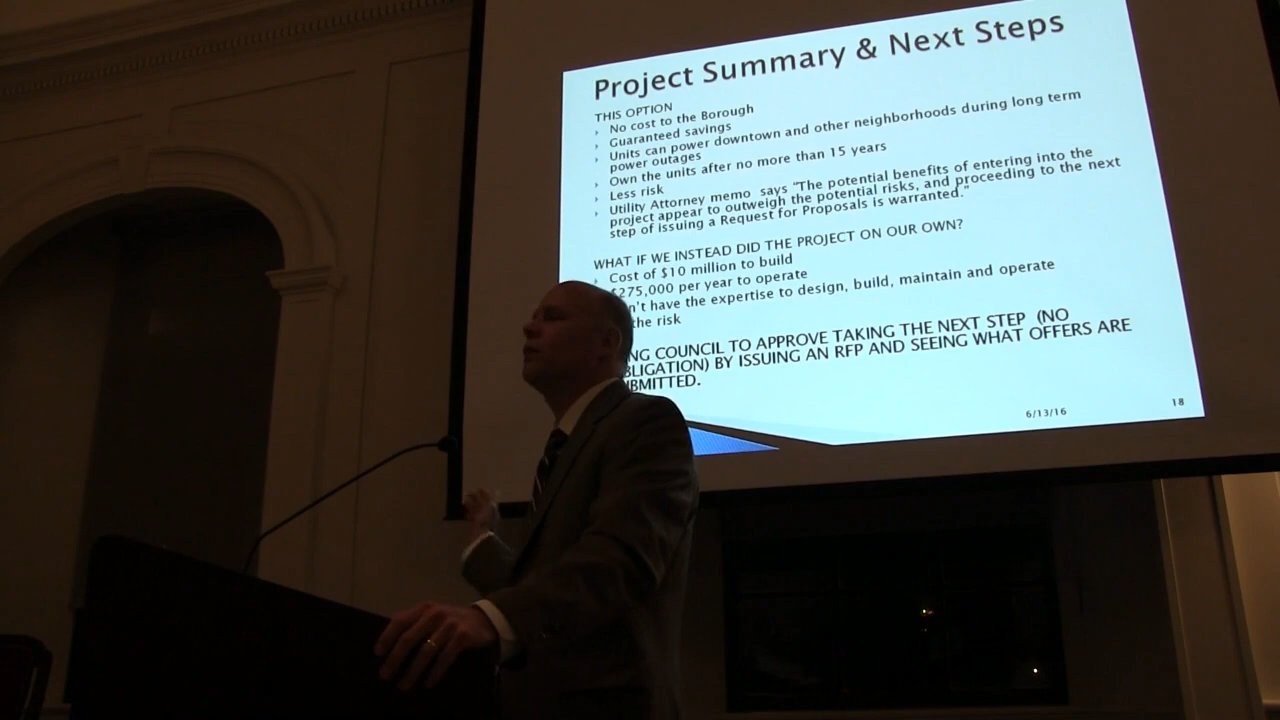 Project Summary & Next Steps
THIS OPTION
No cost to the Borough
Guaranteed savings
Units can power downtown and other neighborhoods during long term
power outages
Own the units after no more than 15 years
Less risk
Utility Attorney memo says "The potential benefits of entering into the
project appear to outweigh the potential risks, and proceeding to the next
step of issuing a Request for Proposals is warranted."
WHAT IF WE INSTEAD DID THE PROJECT ON OUR OWN?
Cost of $10 million to build
$275,000 per year to operate
n't have the expertise to design, build, maintain and operate
the risk
NG COUNCIL TO APPROVE TAKING THE NEXT STEP (NO
BLIGATION) BY ISSUING AN RFP AND SEEING WHAT OFFERS ARE
BMITTED.
6/13/16
18